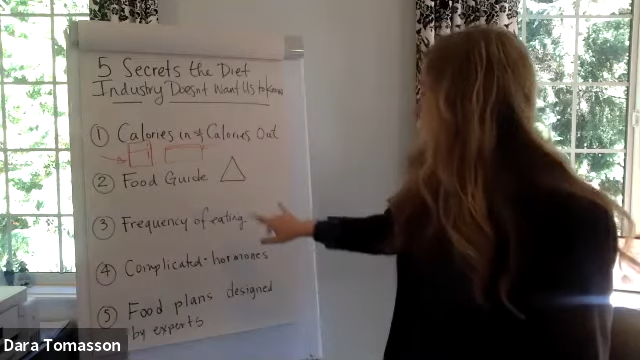 5 Secrets the Diet
Industry Doesnt Want Us to know
① Calories in & Calories Out
② Food Guide
③ Frequency of eating
④ Complicated - hormones
⑤ Food plans designed
by experts
Dara Tomasson